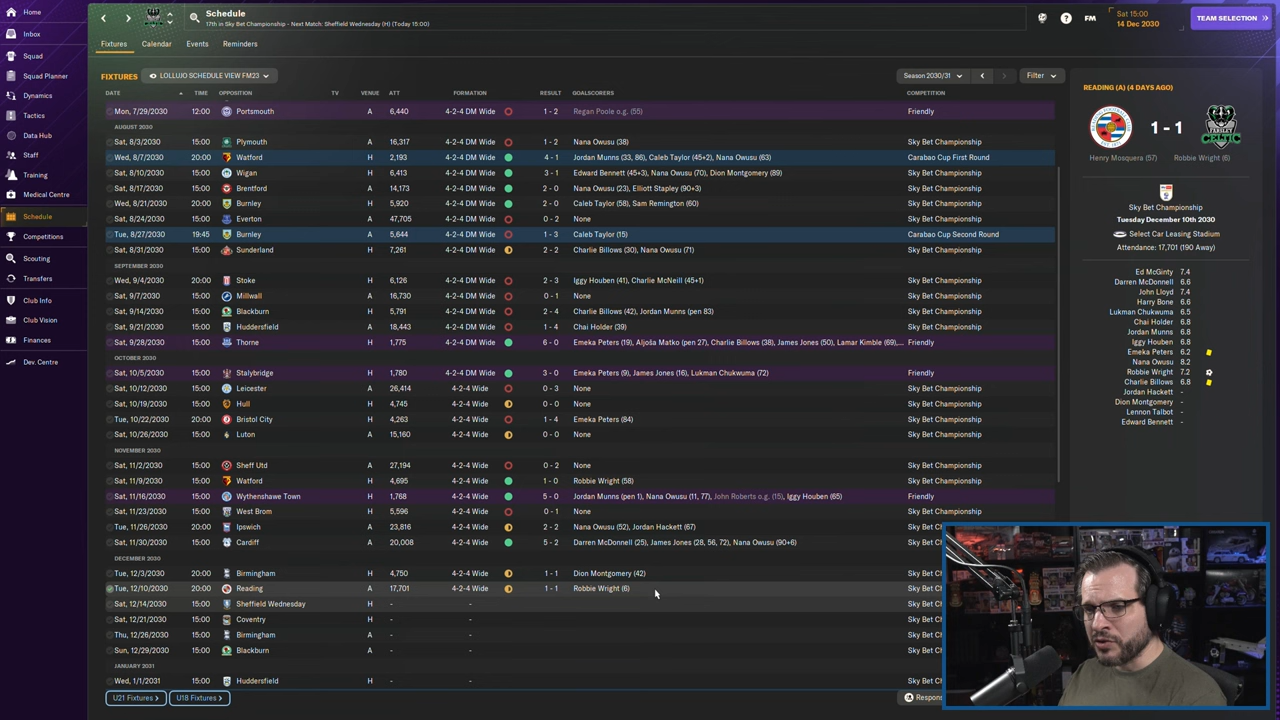 Home
Schedule
17th in Sky Bet Championship - Next Match: Sheffield Wednesday (H) (Today 15:00)
FM
Sat 15:00
14 Dec 2030
TEAM SELECTION
Inbox
Squad
Squad Planner
Dynamics
Tactics
Data Hub
Staff
Training
Medical Centre
Schedule
Competitions
Scouting
Transfers
Club Info
Club Vision
Finances
Dev. Centre
Fixtures Calendar Events Reminders
FIXTURES LOLLUJO SCHEDULE VIEW FM23 Season 2030/31 Filter
DATE TIME OPPOSITION TV VENUE ATT FORMATION RESULT GOALSCORERS COMPETITION
Mon, 7/29/2030 12:00 Portsmouth H 6,440 4-2-4 DM Wide 1 - 2 Regan Poole o.g. (55) Friendly
AUGUST 2030
Sat, 8/3/2030 15:00 Plymouth A 16,317 4-2-4 DM Wide 1 - 2 Nana Owusu (38) Sky Bet Championship
Wed, 8/7/2030 20:00 Watford H 2,193 4-2-4 DM Wide 4 - 1 Jordan Munns (33, 86), Caleb Taylor (45+2), Nana Owusu (63) Carabao Cup First Round
Sat, 8/10/2030 15:00 Wigan H 6,413 4-2-4 DM Wide 3 - 1 Edward Bennett (45+3), Nana Owusu (70), Dion Montgomery (89) Sky Bet Championship
Sat, 8/17/2030 15:00 Brentford A 14,173 4-2-4 DM Wide 2 - 0 Nana Owusu (23), Elliott Stapley (90+3) Sky Bet Championship
Wed, 8/21/2030 20:00 Burnley H 5,920 4-2-4 DM Wide 2 - 0 Caleb Taylor (58), Sam Remington (60) Sky Bet Championship
Sat, 8/24/2030 15:00 Everton A 47,705 4-2-4 DM Wide 0 - 2 None Sky Bet Championship
Tue, 8/27/2030 19:45 Burnley H 5,644 4-2-4 DM Wide 1 - 3 Caleb Taylor (15) Carabao Cup Second Round
Sat, 8/31/2030 15:00 Sunderland H 7,261 4-2-4 DM Wide 2 - 2 Charlie Billows (30), Nana Owusu (71) Sky Bet Championship
SEPTEMBER 2030
Wed, 9/4/2030 20:00 Stoke H 6,126 4-2-4 DM Wide 2 - 3 Iggy Houben (41), Charlie McNeill (45+1) Sky Bet Championship
Sat, 9/7/2030 15:00 Millwall A 16,730 4-2-4 DM Wide 0 - 1 None Sky Bet Championship
Sat, 9/14/2030 15:00 Blackburn H 5,791 4-2-4 DM Wide 2 - 4 Charlie Billows (42), Jordan Munns (pen 83) Sky Bet Championship
Sat, 9/21/2030 15:00 Huddersfield A 18,443 4-2-4 DM Wide 1 - 4 Chai Holder (39) Sky Bet Championship
Sat, 9/28/2030 15:00 Thorne H 1,775 4-2-4 DM Wide 6 - 0 Emeka Peters (19), Aljoša Matko (pen 27), Charlie Billows (38), James Jones (50), Lamar Kimble (69),... Friendly
OCTOBER 2030
Sat, 10/5/2030 15:00 Stalybridge H 1,780 4-2-4 DM Wide 3 - 0 Emeka Peters (9), James Jones (16), Lukman Chukwuma (72) Friendly
Sat, 10/12/2030 15:00 Leicester A 26,414 4-2-4 Wide 0 - 3 None Sky Bet Championship
Sat, 10/19/2030 15:00 Hull H 4,745 4-2-4 Wide 0 - 0 None Sky Bet Championship
Tue, 10/22/2030 20:00 Bristol City H 4,263 4-2-4 Wide 1 - 4 Emeka Peters (84) Sky Bet Championship
Sat, 10/26/2030 15:00 Luton A 15,160 4-2-4 Wide 0 - 0 None Sky Bet Championship
NOVEMBER 2030
Sat, 11/2/2030 15:00 Sheff Utd A 27,194 4-2-4 Wide 0 - 2 None Sky Bet Championship
Sat, 11/9/2030 15:00 Watford H 4,695 4-2-4 Wide 1 - 0 Robbie Wright (58) Sky Bet Championship
Sat, 11/16/2030 15:00 Wythenshawe Town H 1,768 4-2-4 Wide 5 - 0 Jordan Munns (pen 1), Nana Owusu (11, 77), John Roberts o.g. (15), Iggy Houben (65) Friendly
Sat, 11/23/2030 15:00 West Brom H 5,596 4-2-4 Wide 0 - 1 None Sky Bet Championship
Tue, 11/26/2030 20:00 Ipswich A 23,816 4-2-4 Wide 2 - 2 Nana Owusu (52), Jordan Hackett (67) Sky Bet Championship
Sat, 11/30/2030 15:00 Cardiff A 20,008 4-2-4 Wide 5 - 2 Darren McDonnell (25), James Jones (28, 56, 72), Nana Owusu (90+6) Sky Bet
DECEMBER 2030
Tue, 12/3/2030 20:00 Birmingham H 4,750 4-2-4 Wide 1 - 1 Dion Montgomery (42) Sky Bet
Tue, 12/10/2030 20:00 Reading A 17,701 4-2-4 Wide 1 - 1 Robbie Wright (6) Sky Bet
Sat, 12/14/2030 15:00 Sheffield Wednesday H - - Sky Bet
Sat, 12/21/2030 15:00 Coventry H - - Sky Bet
Thu, 12/26/2030 15:00 Birmingham A - - Sky Bet
Sun, 12/29/2030 15:00 Blackburn A - - Sky Bet
JANUARY 2031
Wed, 1/1/2031 15:00 Huddersfield H - - Sky Bet
U21 Fixtures > U18 Fixtures > Respon
READING (A) (4 DAYS AGO)
1 - 1
FARSLEY
CELTIC
Henry Mosquera (57) Robbie Wright (6)
Sky Bet Championship
Tuesday December 10th 2030
Select Car Leasing Stadium
Attendance: 17,701 (190 Away)
Ed McGinty 7.4
Darren McDonnell 6.6
John Lloyd 7.4
Harry Bone 6.6
Lukman Chukwuma 6.5
Chai Holder 6.8
Jordan Munns 6.8
Iggy Houben 6.8
Emeka Peters 6.2
Nana Owusu 8.2
Robbie Wright 7.2
Charlie Billows 6.8
Jordan Hackett -
Dion Montgomery -
Lennon Talbot -
Edward Bennett -